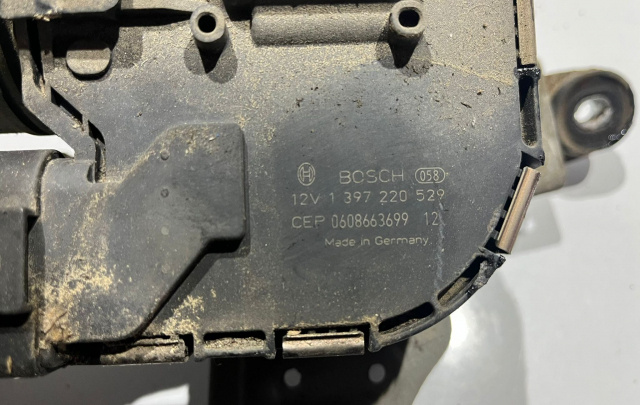 BOSCH 058
12V 1 397 220 529
CEP 0608663699 12
Made in Germany